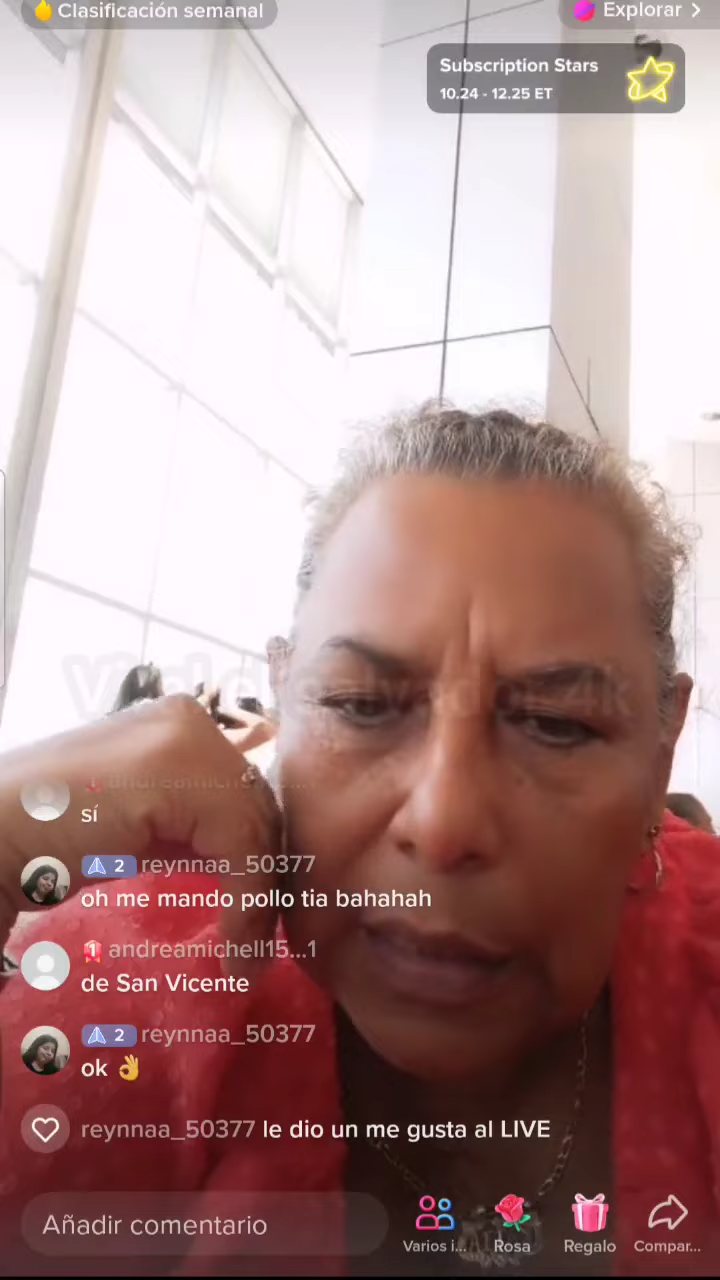 Clasificación semanal
Explorar >
Subscription Stars
10.24 - 12.25 ET
sí
2 reynnaa_50377
oh me mando pollo tia bahahah
1 andreamichell15...1
de San Vicente
2 reynnaa_50377
ok 👌
reynnaa_50377 le dio un me gusta al LIVE
Añadir comentario
Varios i...
Rosa
Regalo
Compar...